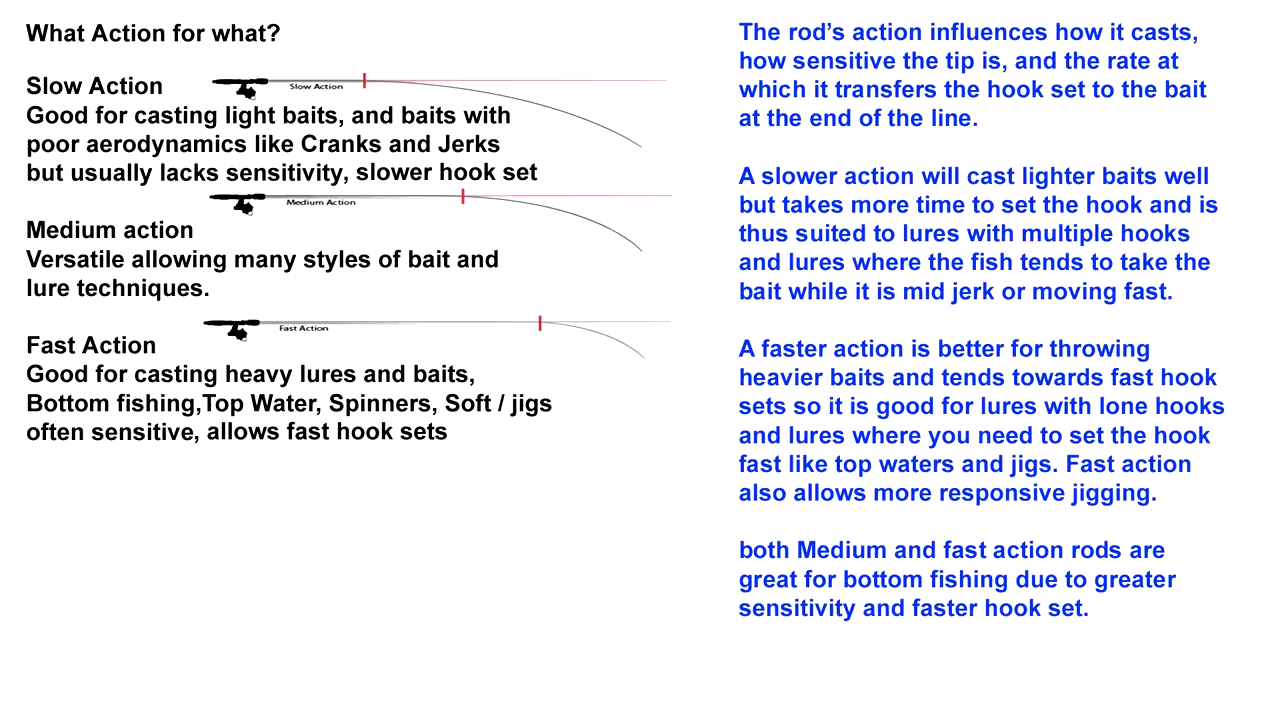 What Action for what?
Slow Action
Slow Action
Good for casting light baits, and baits with
poor aerodynamics like Cranks and Jerks
but usually lacks sensitivity, slower hook set
Medium Action
Medium action
Versatile allowing many styles of bait and
lure techniques.
Fast Action
Fast Action
Good for casting heavy lures and baits,
Bottom fishing,Top Water, Spinners, Soft / jigs
often sensitive, allows fast hook sets
The rod's action influences how it casts,
how sensitive the tip is, and the rate at
which it transfers the hook set to the bait
at the end of the line.
A slower action will cast lighter baits well
but takes more time to set the hook and is
thus suited to lures with multiple hooks
and lures where the fish tends to take the
bait while it is mid jerk or moving fast.
A faster action is better for throwing
heavier baits and tends towards fast hook
sets so it is good for lures with lone hooks
and lures where you need to set the hook
fast like top waters and jigs. Fast action
also allows more responsive jigging.
both Medium and fast action rods are
great for bottom fishing due to greater
sensitivity and faster hook set.